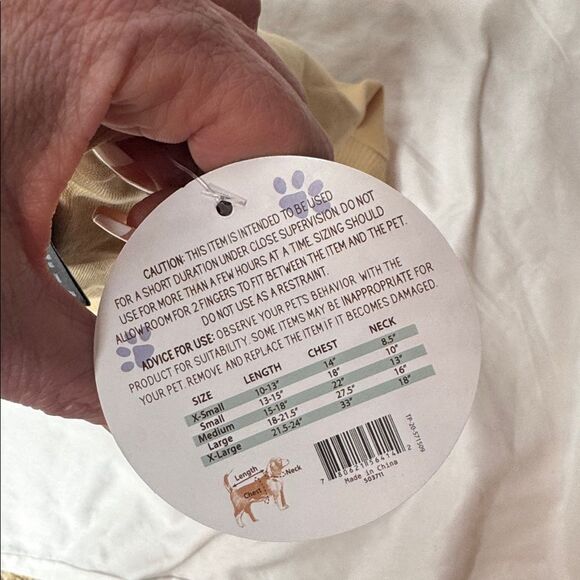 CAUTION: THIS ITEM IS INTENDED TO BE USED
FOR A SHORT DURATION UNDER CLOSE SUPERVISION. DO NOT
USE FOR MORE THAN A FEW HOURS AT A TIME SIZING SHOULD
ALLOW ROOM FOR 2 FINGERS TO FIT BETWEEN THE ITEM AND THE PET.
DO NOT USE AS A RESTRAINT.
ADVICE FOR USE: OBSERVE YOUR PETS BEHAVIOR WITH THE
PRODUCT FOR SUITABILITY. SOME ITEMS MAY BE INAPPROPRIATE FOR
YOUR PET. REMOVE AND REPLACE THE ITEM IF IT BECOMES DAMAGED.
SIZE LENGTH CHEST NECK
X-Small 10-13" 14" 8.5"
Small 13-15" 18" 10"
Medium 15-18" 22" 13"
Large 18-21.5" 27.5" 16"
X-Large 21.5-24" 33" 18"
Length
Neck
Chest
7 80621 85641 2
Made in China
503711
TP-20-571509